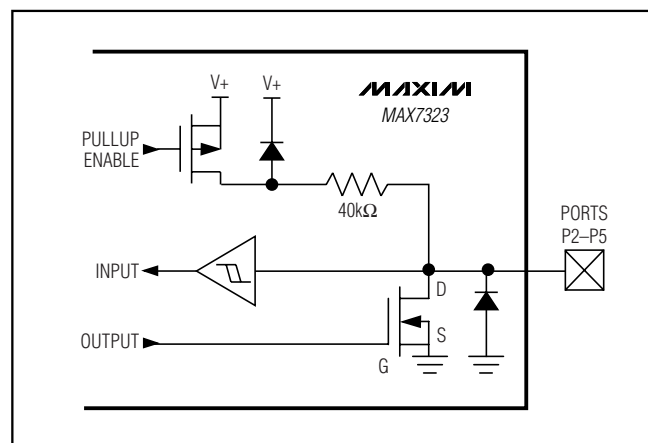 V+
V+
MAXIM
MAX7323
PULLUP
ENABLE
40kΩ
PORTS
P2–P5
INPUT
D
S
OUTPUT
G